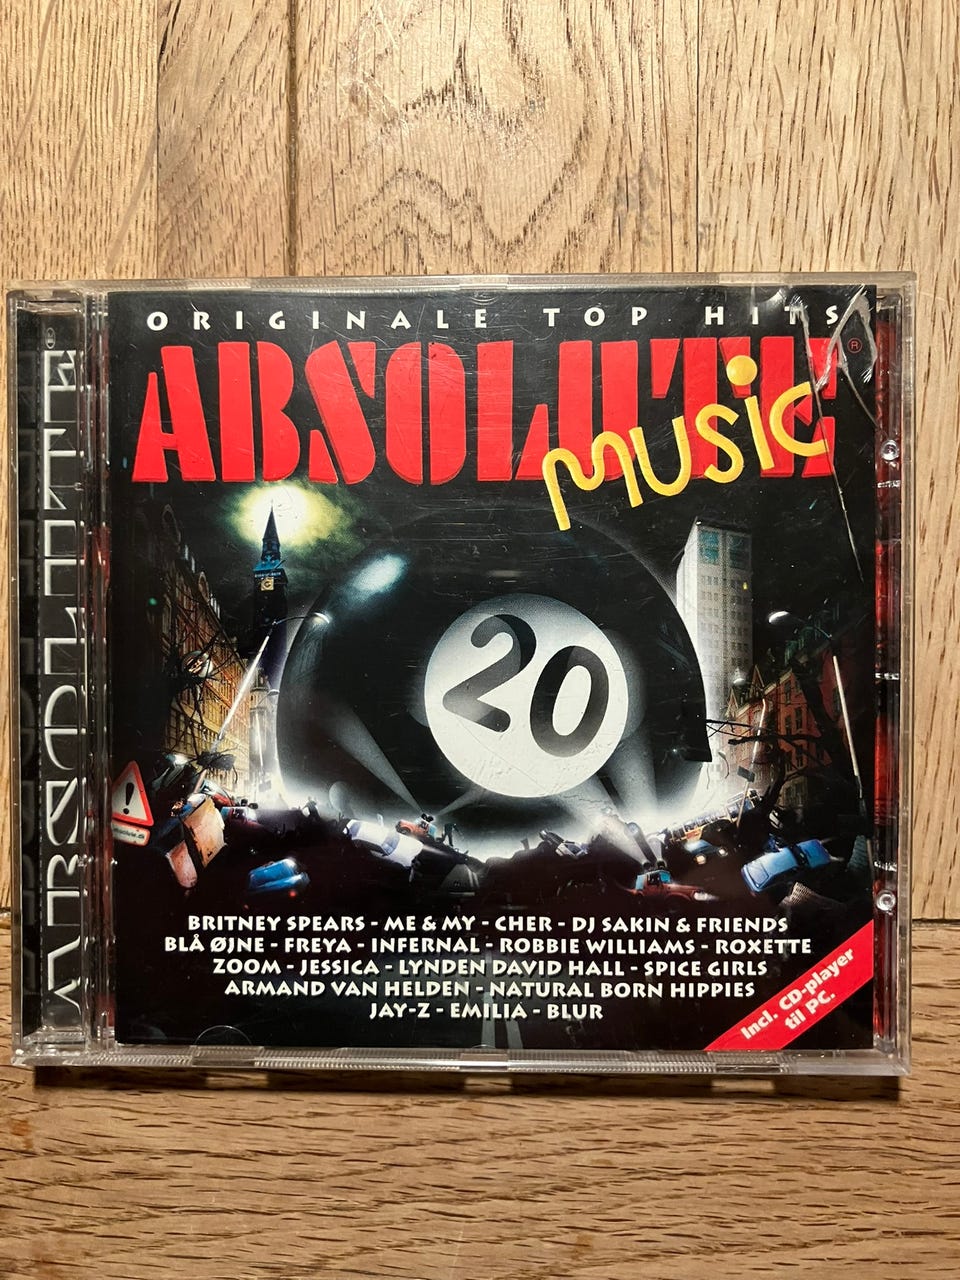 ORIGINALE TOP HITS
ABSOLUTE ®
music
20
BRITNEY SPEARS - ME & MY - CHER - DJ SAKIN & FRIENDS
BLÅ ØJNE - FREYA - INFERNAL - ROBBIE WILLIAMS - ROXETTE
ZOOM - JESSICA - LYNDEN DAVID HALL - SPICE GIRLS
ARMAND VAN HELDEN - NATURAL BORN HIPPIES
JAY-Z - EMILIA - BLUR
Incl. CD-player
til PC.
ABSOLUTE